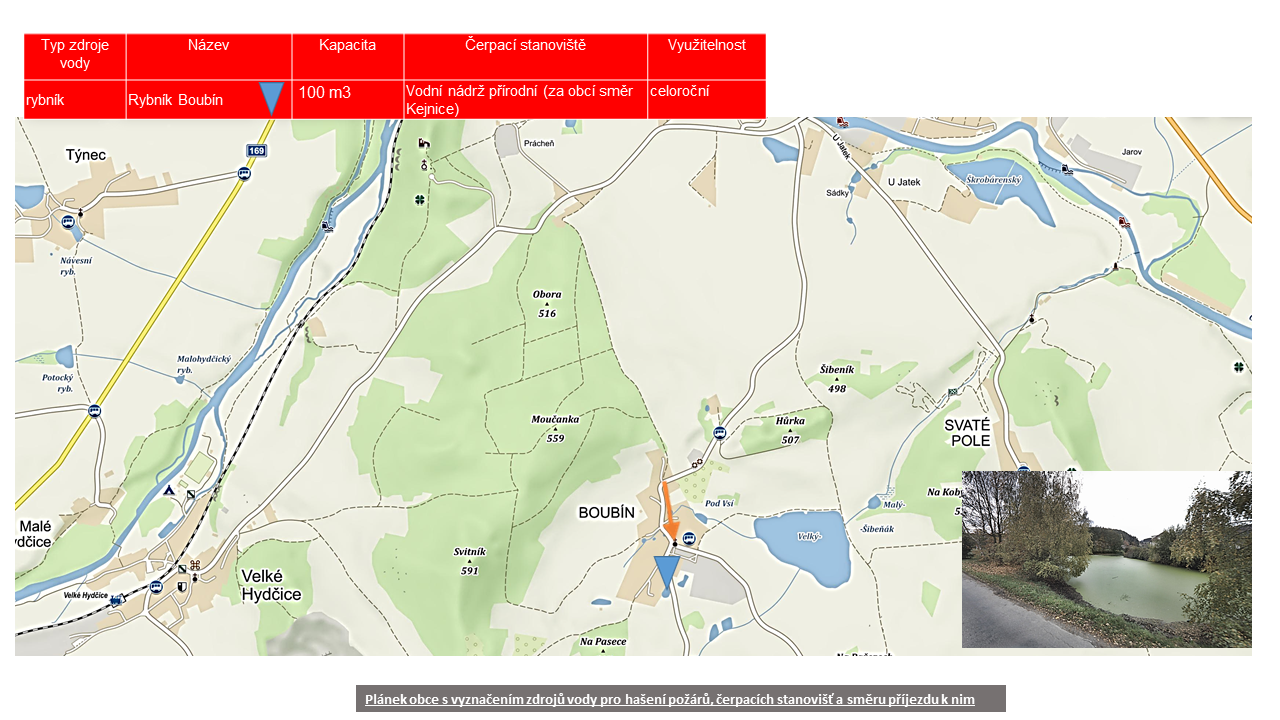 Typ zdroje vody
Název
Kapacita
Čerpací stanoviště
Využitelnost
rybník
Rybník Boubín
100 m3
Vodní nádrž přírodní (za obcí směr Kejnice)
celoroční
Týnec
169
Prácheň
U Jatek
Sádky
U Jatek
Škrobárenský
Jarov
Návesní
ryb.
Obora
516
Malohydčický
ryb.
Potocký
ryb.
Šibeník
498
Moučanka
559
Hůrka
507
SVATÉ
POLE
Malé
Na Kob
BOUBÍN
Pod Vsí
Malý-
-Šibeňák
Velký-
Svitník
591
Velké
Hydčice
Velké Hydčice
Na Pasece
Plánek obce s vyznačením zdrojů vody pro hašení požárů, čerpacích stanovišť a směru příjezdu k nim